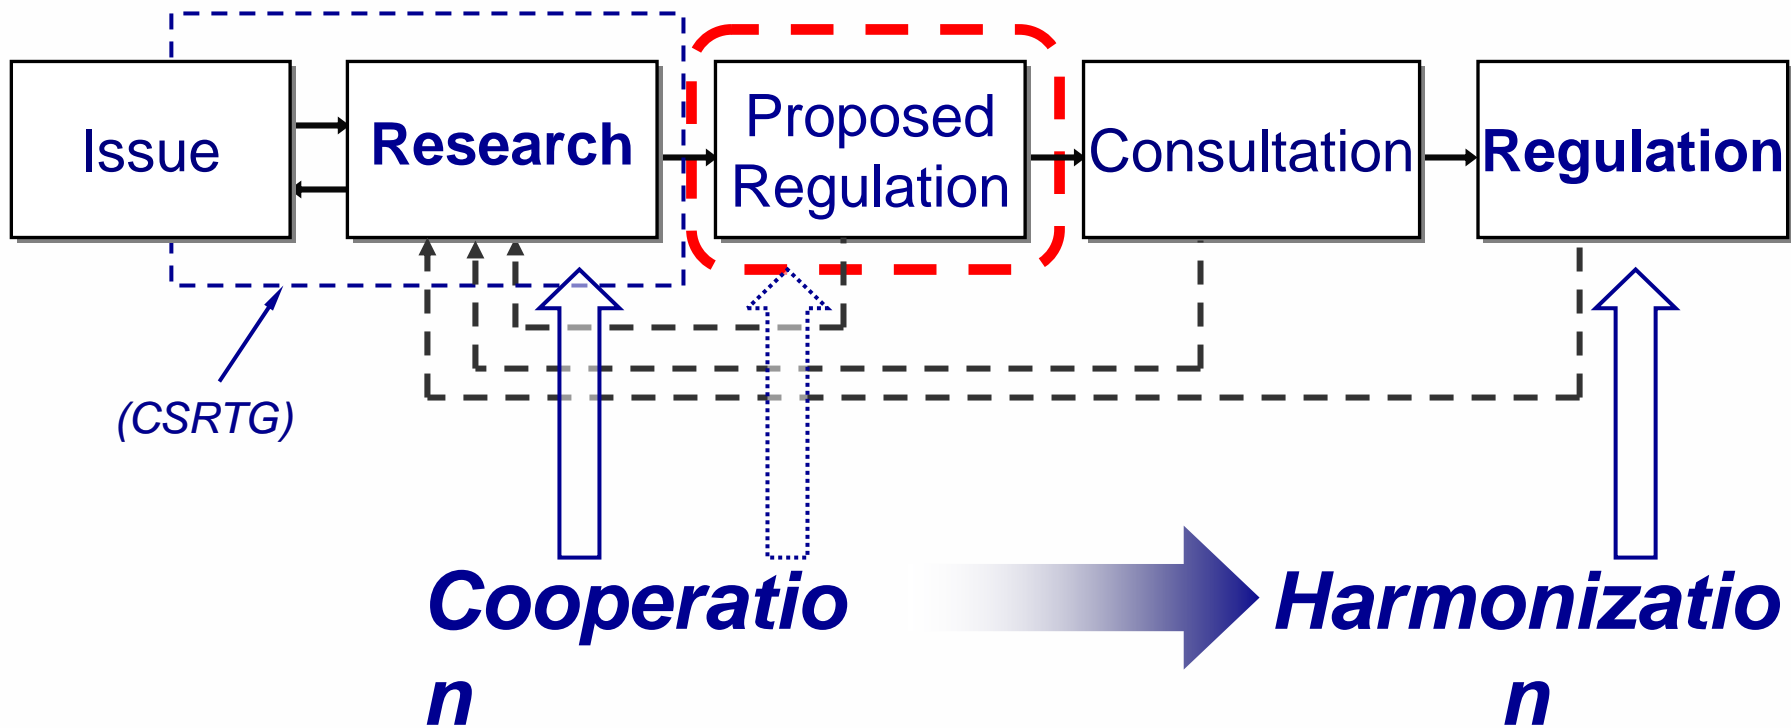 Issue
Research
Proposed
Regulation
Consultation
Regulation
(CSRTG)
Cooperatio
n
Harmonizatio
n